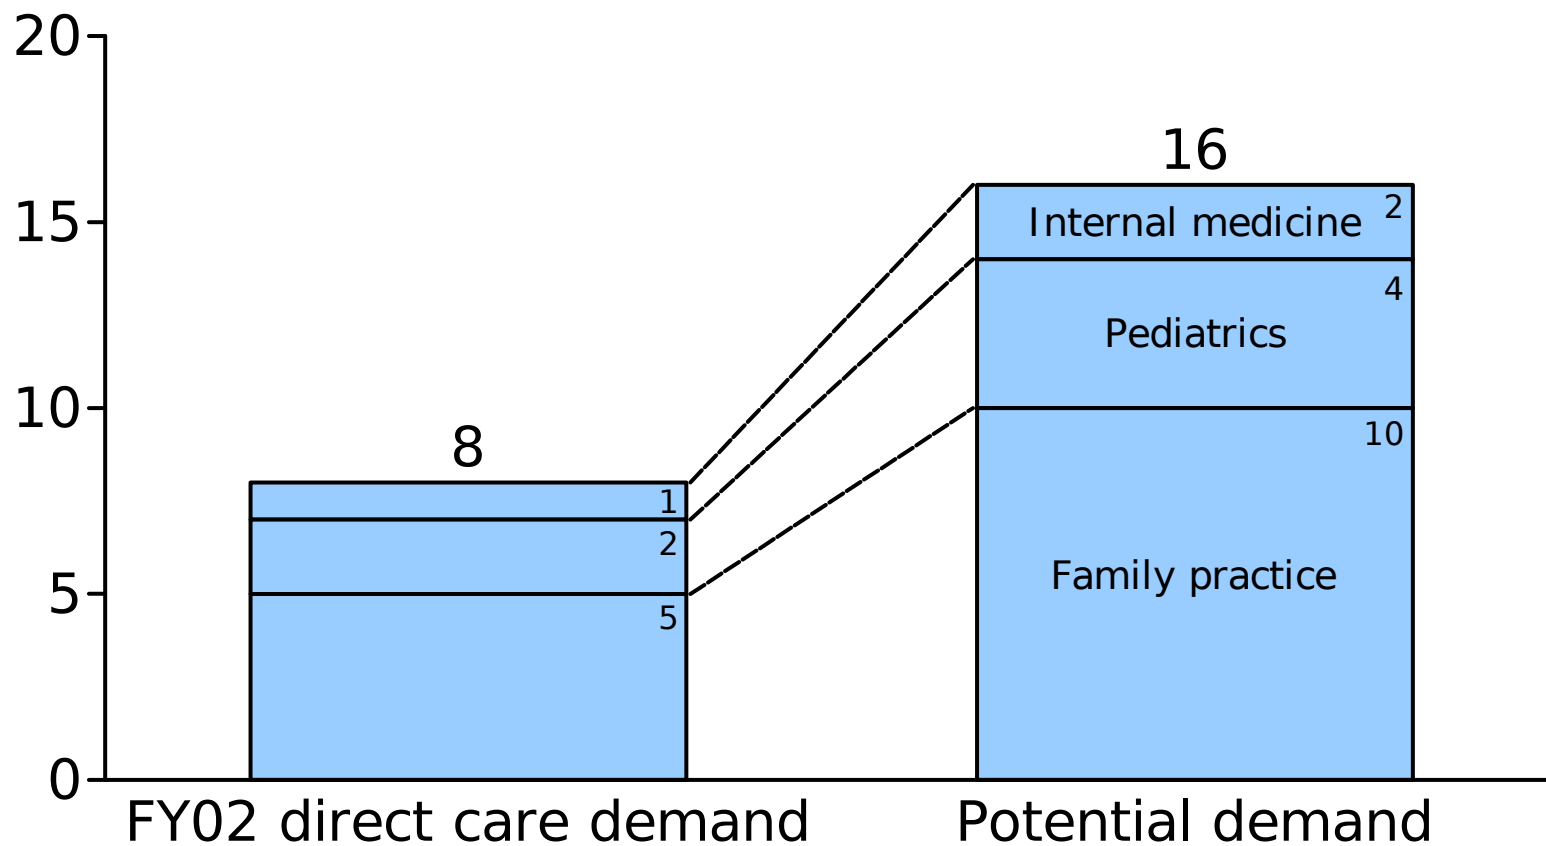 20
15
10
5
0
8
1
2
5
16
Internal medicine 2
4
Pediatrics
10
Family practice
FY02 direct care demand
Potential demand